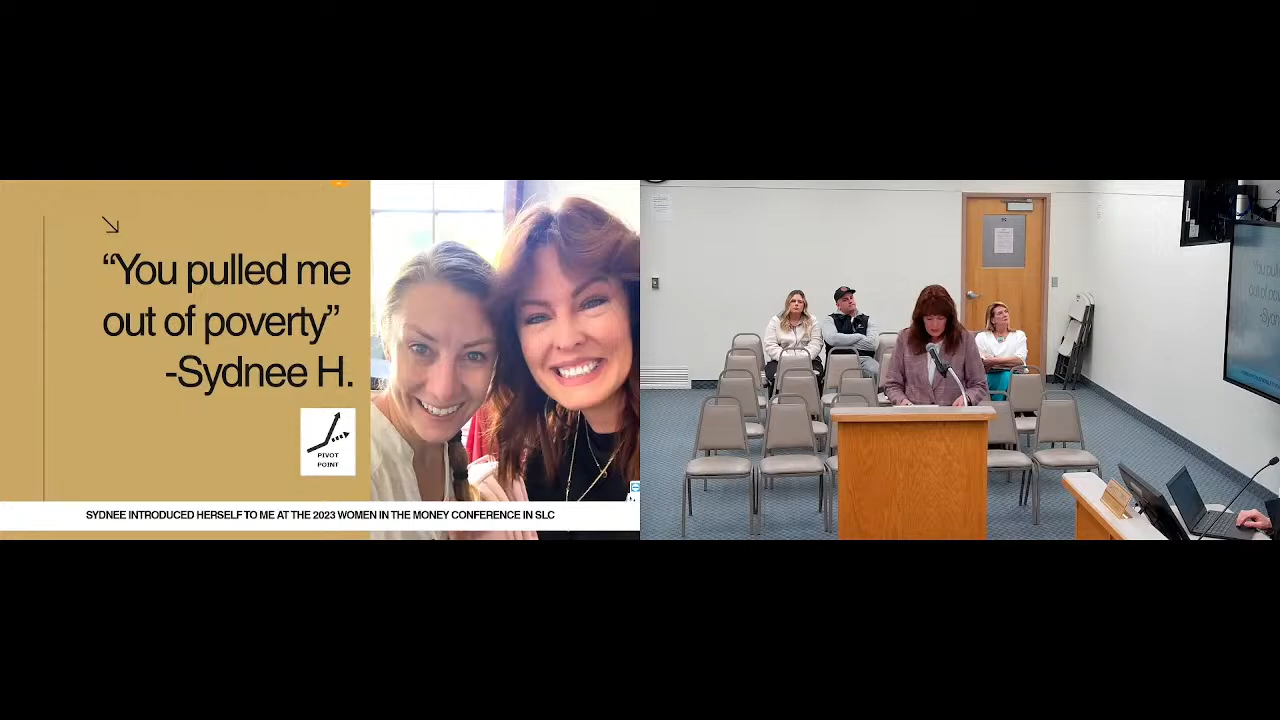 “You pulled me
out of poverty”
-Sydnee H.
PIVOT
POINT
SYDNEE INTRODUCED HERSELF TO ME AT THE 2023 WOMEN IN THE MONEY CONFERENCE IN SLC